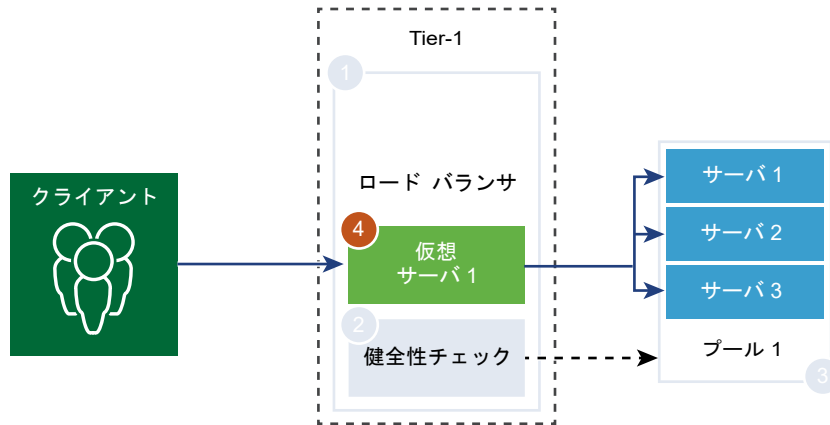 Tier-1
1
ロード バランサ
クライアント
4
仮想
サーバ 1
2
健全性チェック
サーバ 1
サーバ 2
サーバ 3
プール 1
3